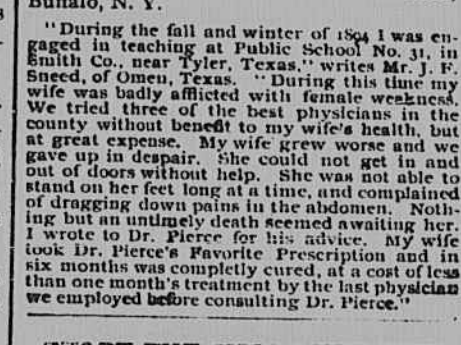 Buffalo, N. Y.
"During the fall and winter of 1894 I was en-
gaged in teaching at Public School No. 31, in
Smith Co., near Tyler, Texas," writes Mr. J. F.
Sneed, of Omen, Texas. "During this time my
wife was badly afflicted with female weakness.
We tried three of the best physicians in the
county without benefit to my wife's health, but
at great expense. My wife grew worse and we
gave up in despair. She could not get in and
out of doors without help. She was not able to
stand on her feet long at a time, and complained
of dragging down pains in the abdomen. Noth-
ing but an untimely death seemed awaiting her.
I wrote to Dr. Pierce for his advice. My wife
took Dr. Pierce's Favorite Prescription and in
six months was completly cured, at a cost of less
than one month's treatment by the last physician
we employed before consulting Dr. Pierce."